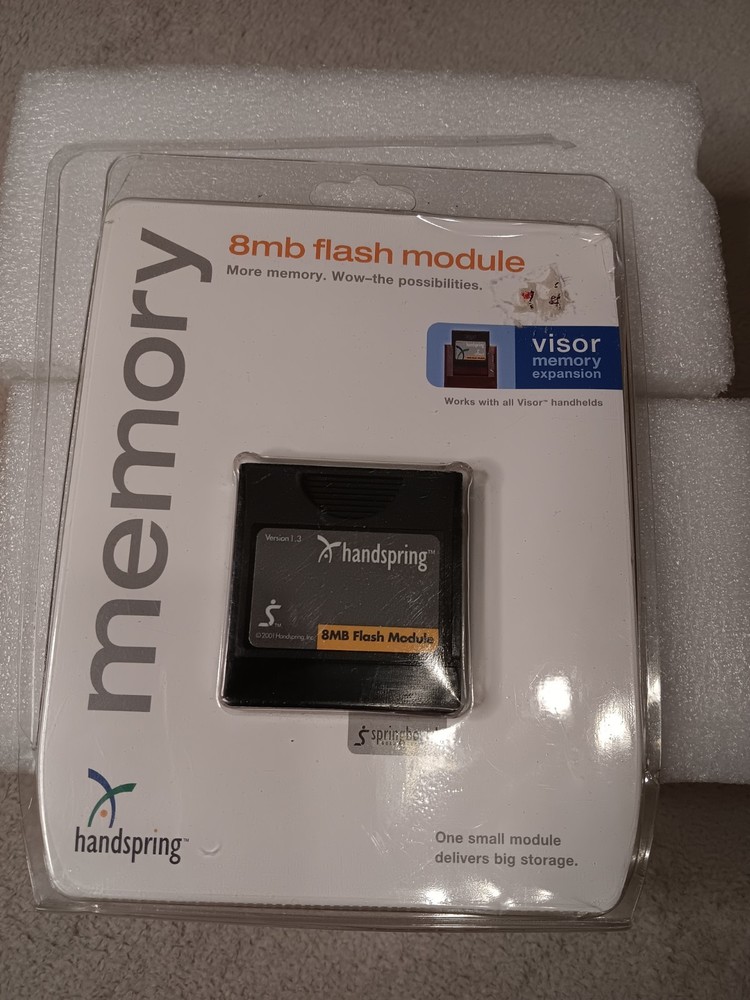 memory
8mb flash module
More memory. Wow–the possibilities.
visor
memory
expansion
Works with all Visor™ handhelds
Version 1.3
handspring™
© 2001 Handspring, Inc.
8MB Flash Module
handspring™
One small module
delivers big storage.